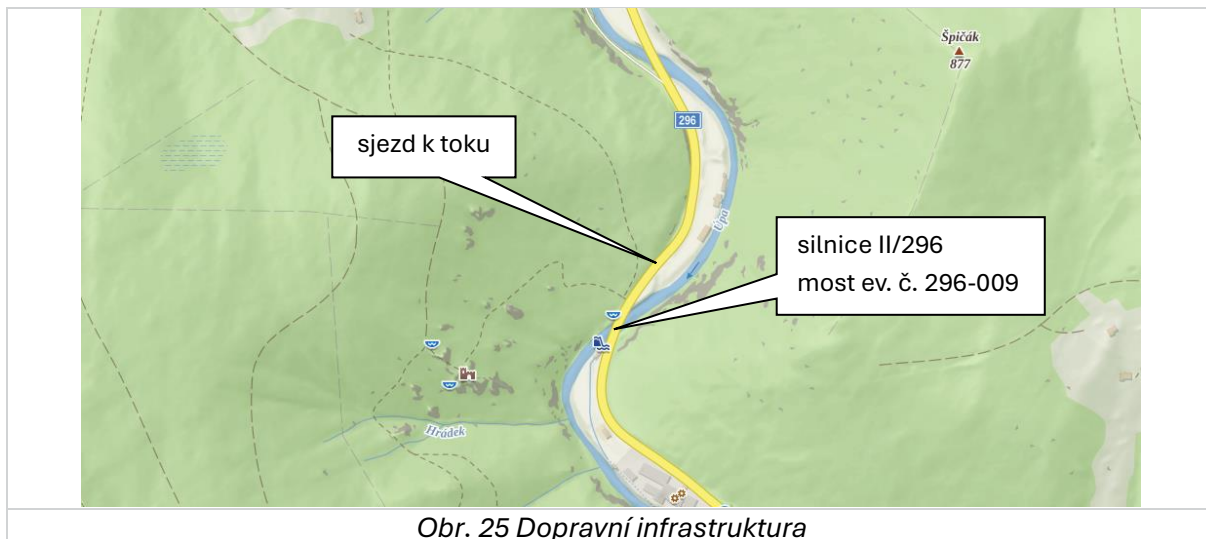 Špičák
877
296
sjezd k toku
Úpa
silnice II/296
most ev. č. 296-009
Hrádek
Obr. 25 Dopravní infrastruktura